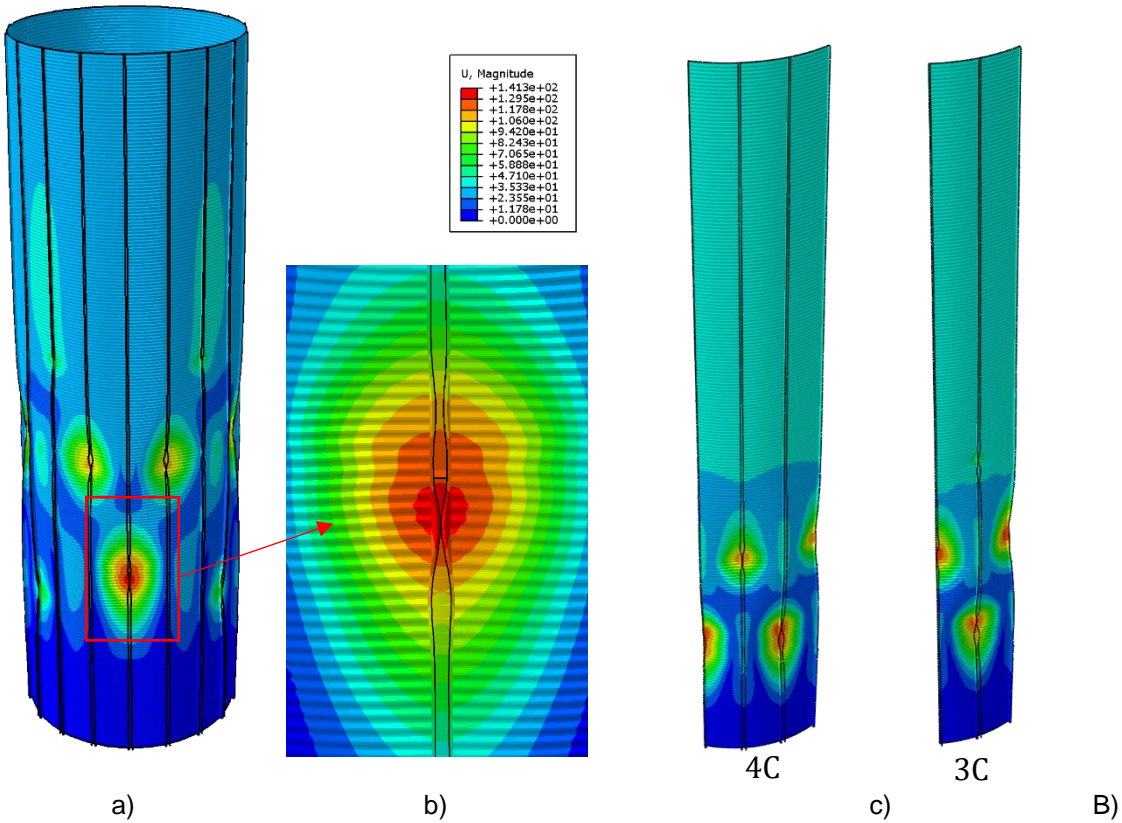 U, Magnitude
+1.413e+02
+1.295e+02
+1.178e+02
+1.060e+02
+9.420e+01
+8.243e+01
+7.065e+01
+5.888e+01
+4.710e+01
+3.533e+01
+2.355e+01
+1.178e+01
+0.000e+00
4C 3C
a) b) c) B)